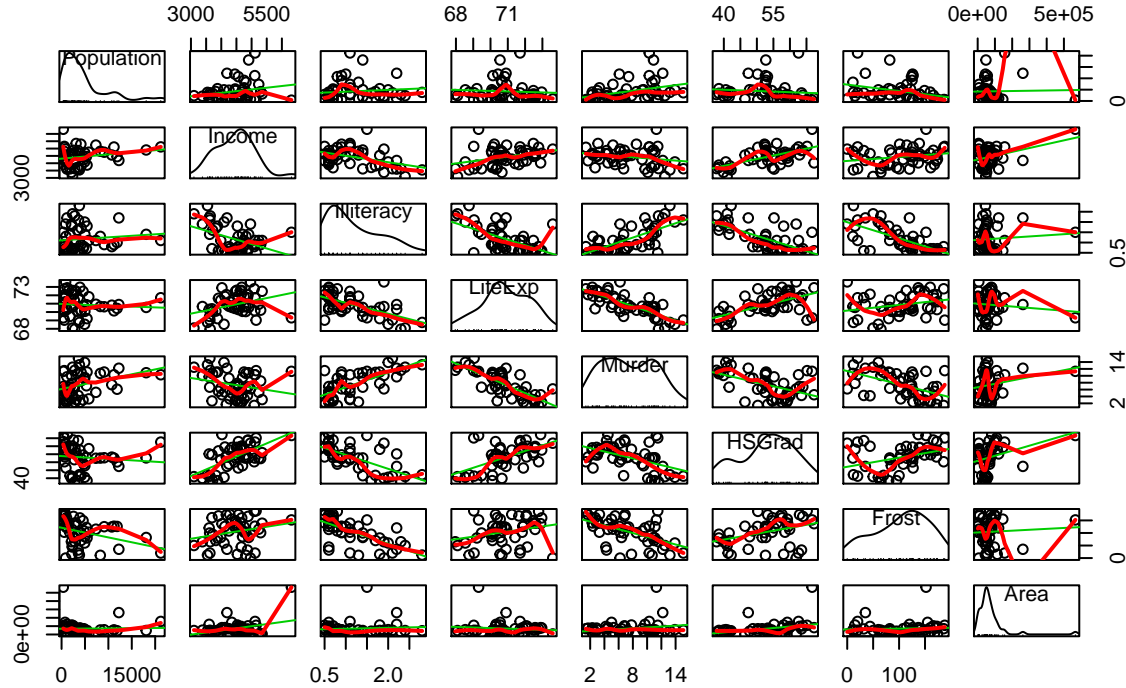 3000 5500 68 71 40 55 0e+00 5e+05
Population
0
Income
3000
Illiteracy
0.5
LifeExp
68 73
Murder
2 14
HSGrad
40
Frost
0
Area
0e+00
0 15000 0.5 2.0 2 8 14 0 100